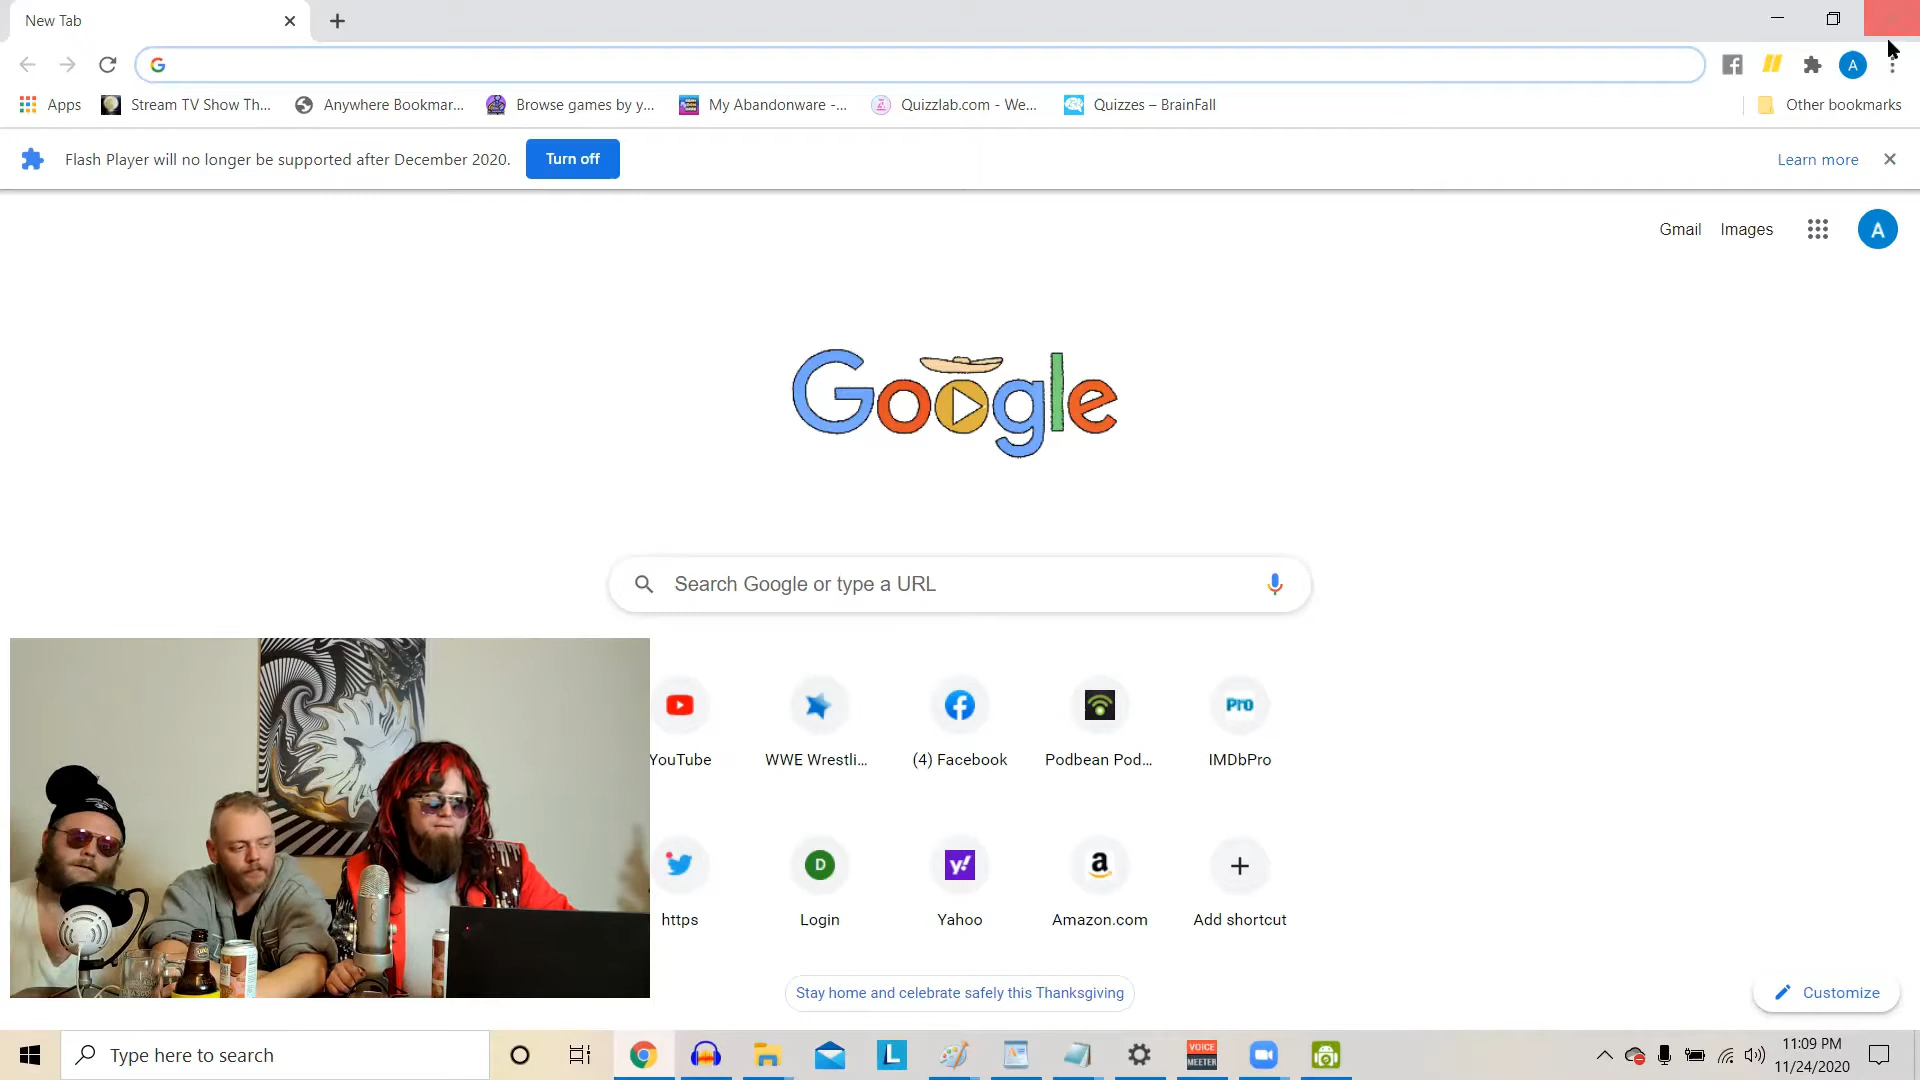 New Tab
Apps
Stream TV Show Th...
Anywhere Bookmar...
Browse games by y...
My Abandonware -...
Quizzlab.com - We...
Quizzes – BrainFall
Other bookmarks
Flash Player will no longer be supported after December 2020.
Turn off
Learn more
Gmail
Images
A
A
Google
Search Google or type a URL
YouTube
WWE Wrestli...
(4) Facebook
Podbean Pod...
Pro
IMDbPro
https
D
Login
y!
Yahoo
a
Amazon.com
Add shortcut
Stay home and celebrate safely this Thanksgiving
Customize
Type here to search
L
VOICE
MEETER
11:09 PM
11/24/2020